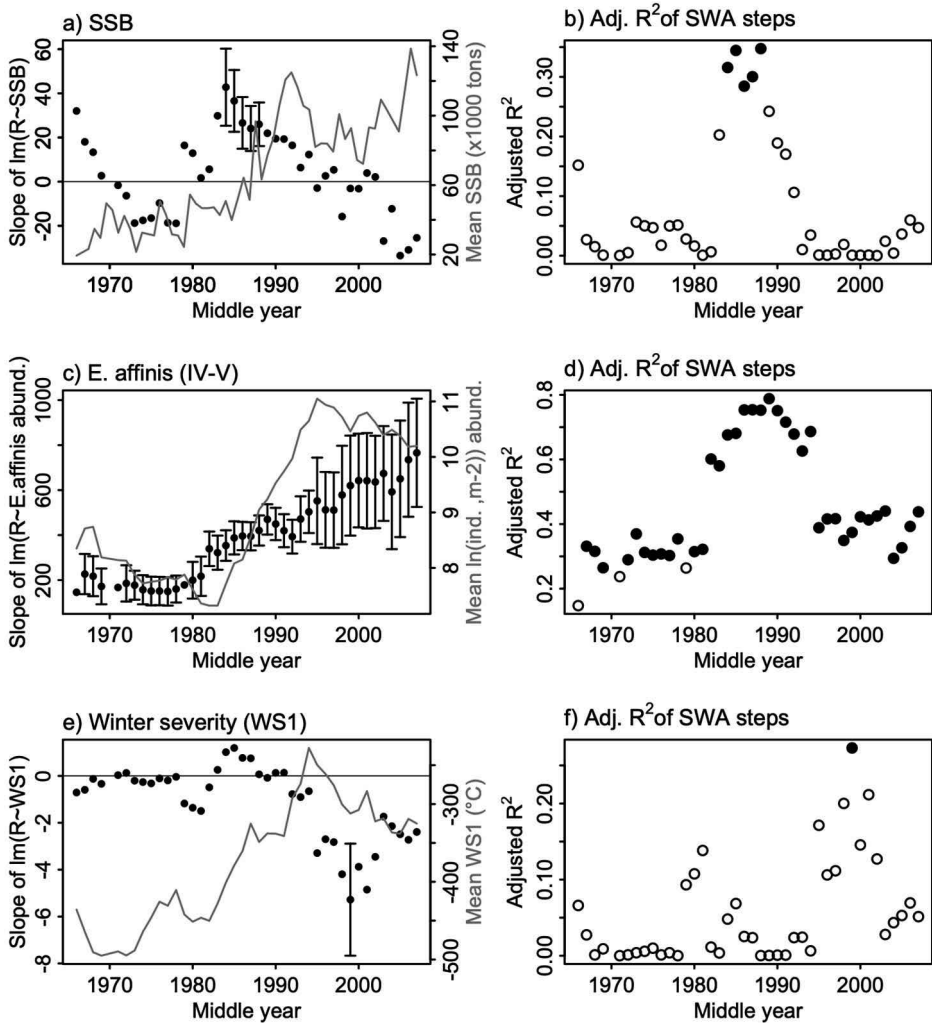 a) SSB
Slope of lm(R~SSB)
-20 0 20 40 60
20 60 100 140
Mean SSB (x1000 tons)
1970 1980 1990 2000
Middle year
b) Adj. R²of SWA steps
Adjusted R²
0.00 0.10 0.20 0.30
1970 1980 1990 2000
Middle year
c) E. affinis (IV-V)
Slope of lm(R~E.affinis abund.)
200 600 1000
8 9 10 11
Mean ln(ind. ,m-2)) abund.
1970 1980 1990 2000
Middle year
d) Adj. R²of SWA steps
Adjusted R²
0.2 0.4 0.6 0.8
1970 1980 1990 2000
Middle year
e) Winter severity (WS1)
Slope of lm(R~WS1)
-8 -6 -4 -2 0
-500 -400 -300
Mean WS1 (°C)
1970 1980 1990 2000
Middle year
f) Adj. R²of SWA steps
Adjusted R²
0.00 0.10 0.20
1970 1980 1990 2000
Middle year